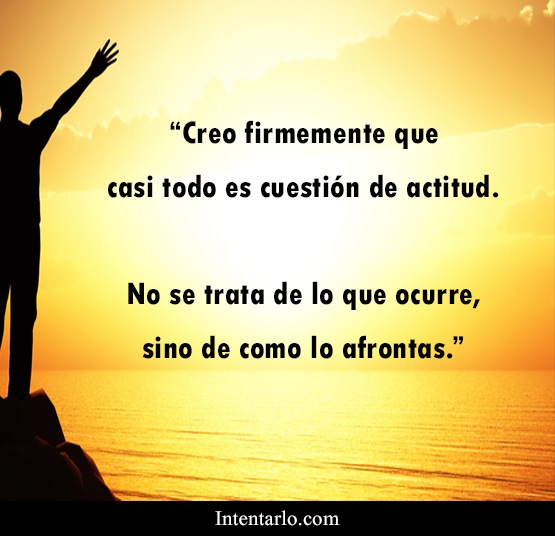 “Creo firmemente que
casi todo es cuestión de actitud.
No se trata de lo que ocurre,
sino de como lo afrontas.”
Intentarlo.com